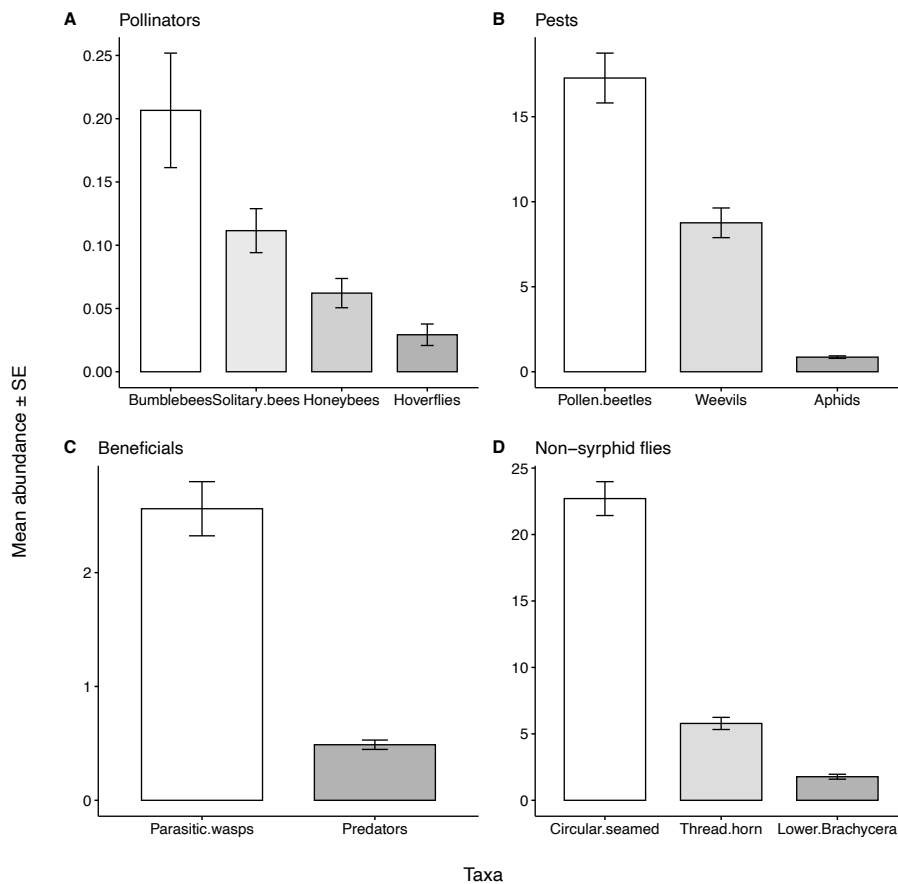 A Pollinators
0.25
0.20
0.15
0.10
0.05
0.00
Bumblebees Solitary.bees Honeybees Hoverflies
B Pests
15
10
5
0
Pollen.beetles Weevils Aphids
C Beneficials
2
1
0
Parasitic.wasps Predators
D Non−syrphid flies
25
20
15
10
5
0
Circular.seamed Thread.horn Lower.Brachycera
Mean abundance ± SE
Taxa